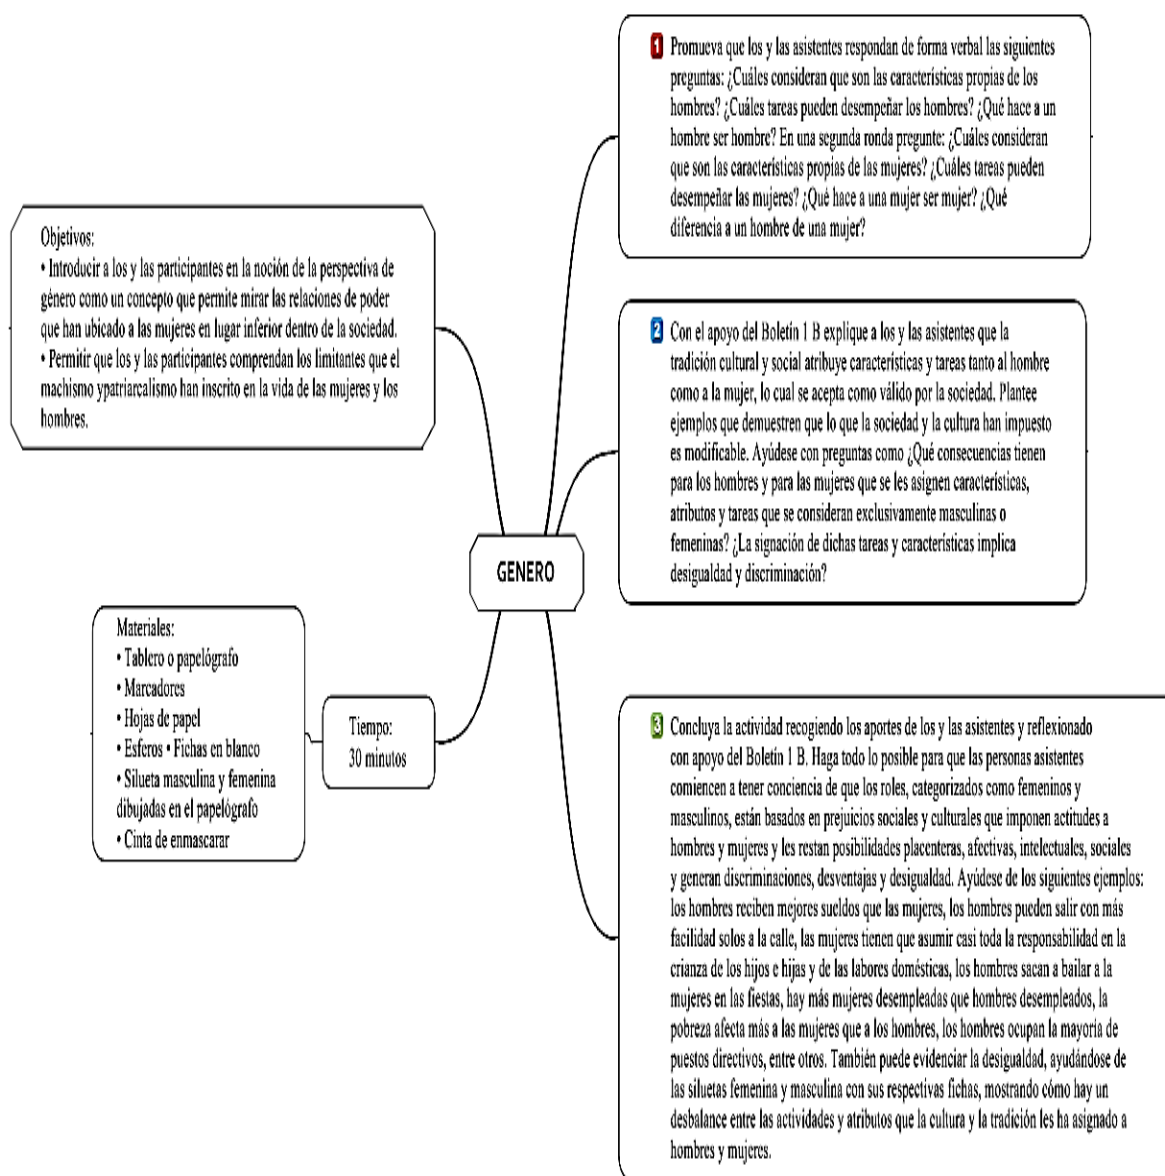 Objetivos:
• Introducir a los y las participantes en la noción de la perspectiva de
género como un concepto que permite mirar las relaciones de poder
que han ubicado a las mujeres en lugar inferior dentro de la sociedad.
• Permitir que los y las participantes comprendan los limitantes que el
machismo ypatriarcalismo han inscrito en la vida de las mujeres y los
hombres.
Materiales:
• Tablero o papelógrafo
• Marcadores
• Hojas de papel
• Esferos • Fichas en blanco
• Silueta masculina y femenina
dibujadas en el papelógrafo
• Cinta de enmascarar
Tiempo:
30 minutos
GENERO
1 Promueva que los y las asistentes respondan de forma verbal las siguientes
preguntas: ¿Cuáles consideran que son las características propias de los
hombres? ¿Cuáles tareas pueden desempeñar los hombres? ¿Qué hace a un
hombre ser hombre? En una segunda ronda pregunte: ¿Cuáles consideran
que son las características propias de las mujeres? ¿Cuáles tareas pueden
desempeñar las mujeres? ¿Qué hace a una mujer ser mujer? ¿Qué
diferencia a un hombre de una mujer?
2 Con el apoyo del Boletín 1 B explique a los y las asistentes que la
tradición cultural y social atribuye características y tareas tanto al hombre
como a la mujer, lo cual se acepta como válido por la sociedad. Plantee
ejemplos que demuestren que lo que la sociedad y la cultura han impuesto
es modificable. Ayúdese con preguntas como ¿Qué consecuencias tienen
para los hombres y para las mujeres que se les asignen características,
atributos y tareas que se consideran exclusivamente masculinas o
femeninas? ¿La signación de dichas tareas y características implica
desigualdad y discriminación?
3 Concluya la actividad recogiendo los aportes de los y las asistentes y reflexionado
con apoyo del Boletín 1 B. Haga todo lo posible para que las personas asistentes
comiencen a tener conciencia de que los roles, categorizados como femeninos y
masculinos, están basados en prejuicios sociales y culturales que imponen actitudes a
hombres y mujeres y les restan posibilidades placenteras, afectivas, intelectuales, sociales
y generan discriminaciones, desventajas y desigualdad. Ayúdese de los siguientes ejemplos:
los hombres reciben mejores sueldos que las mujeres, los hombres pueden salir con más
facilidad solos a la calle, las mujeres tienen que asumir casi toda la responsabilidad en la
crianza de los hijos e hijas y de las labores domésticas, los hombres sacan a bailar a la
mujeres en las fiestas, hay más mujeres desempleadas que hombres desempleados, la
pobreza afecta más a las mujeres que a los hombres, los hombres ocupan la mayoría de
puestos directivos, entre otros. También puede evidenciar la desigualdad, ayudándose de
las siluetas femenina y masculina con sus respectivas fichas, mostrando cómo hay un
desbalance entre las actividades y atributos que la cultura y la tradición les ha asignado a
hombres y mujeres.